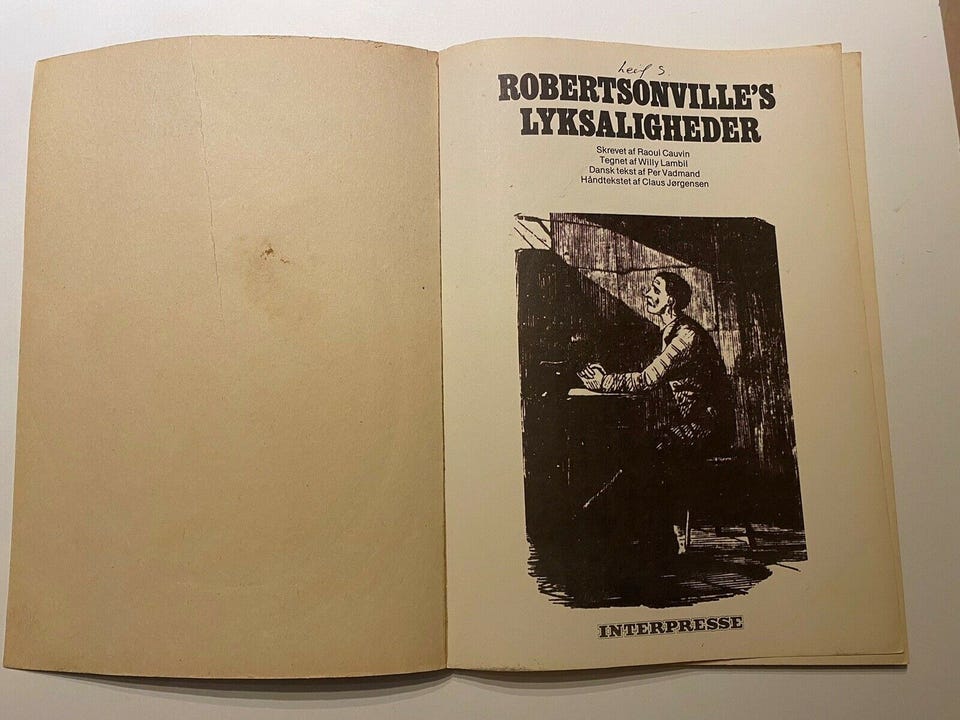 Leif S.
ROBERTSONVILLE'S
LYKSALIGHEDER
Skrevet af Raoul Cauvin
Tegnet af Willy Lambil
Dansk tekst af Per Vadmand
Håndtekstet af Claus Jørgensen
INTERPRESSE